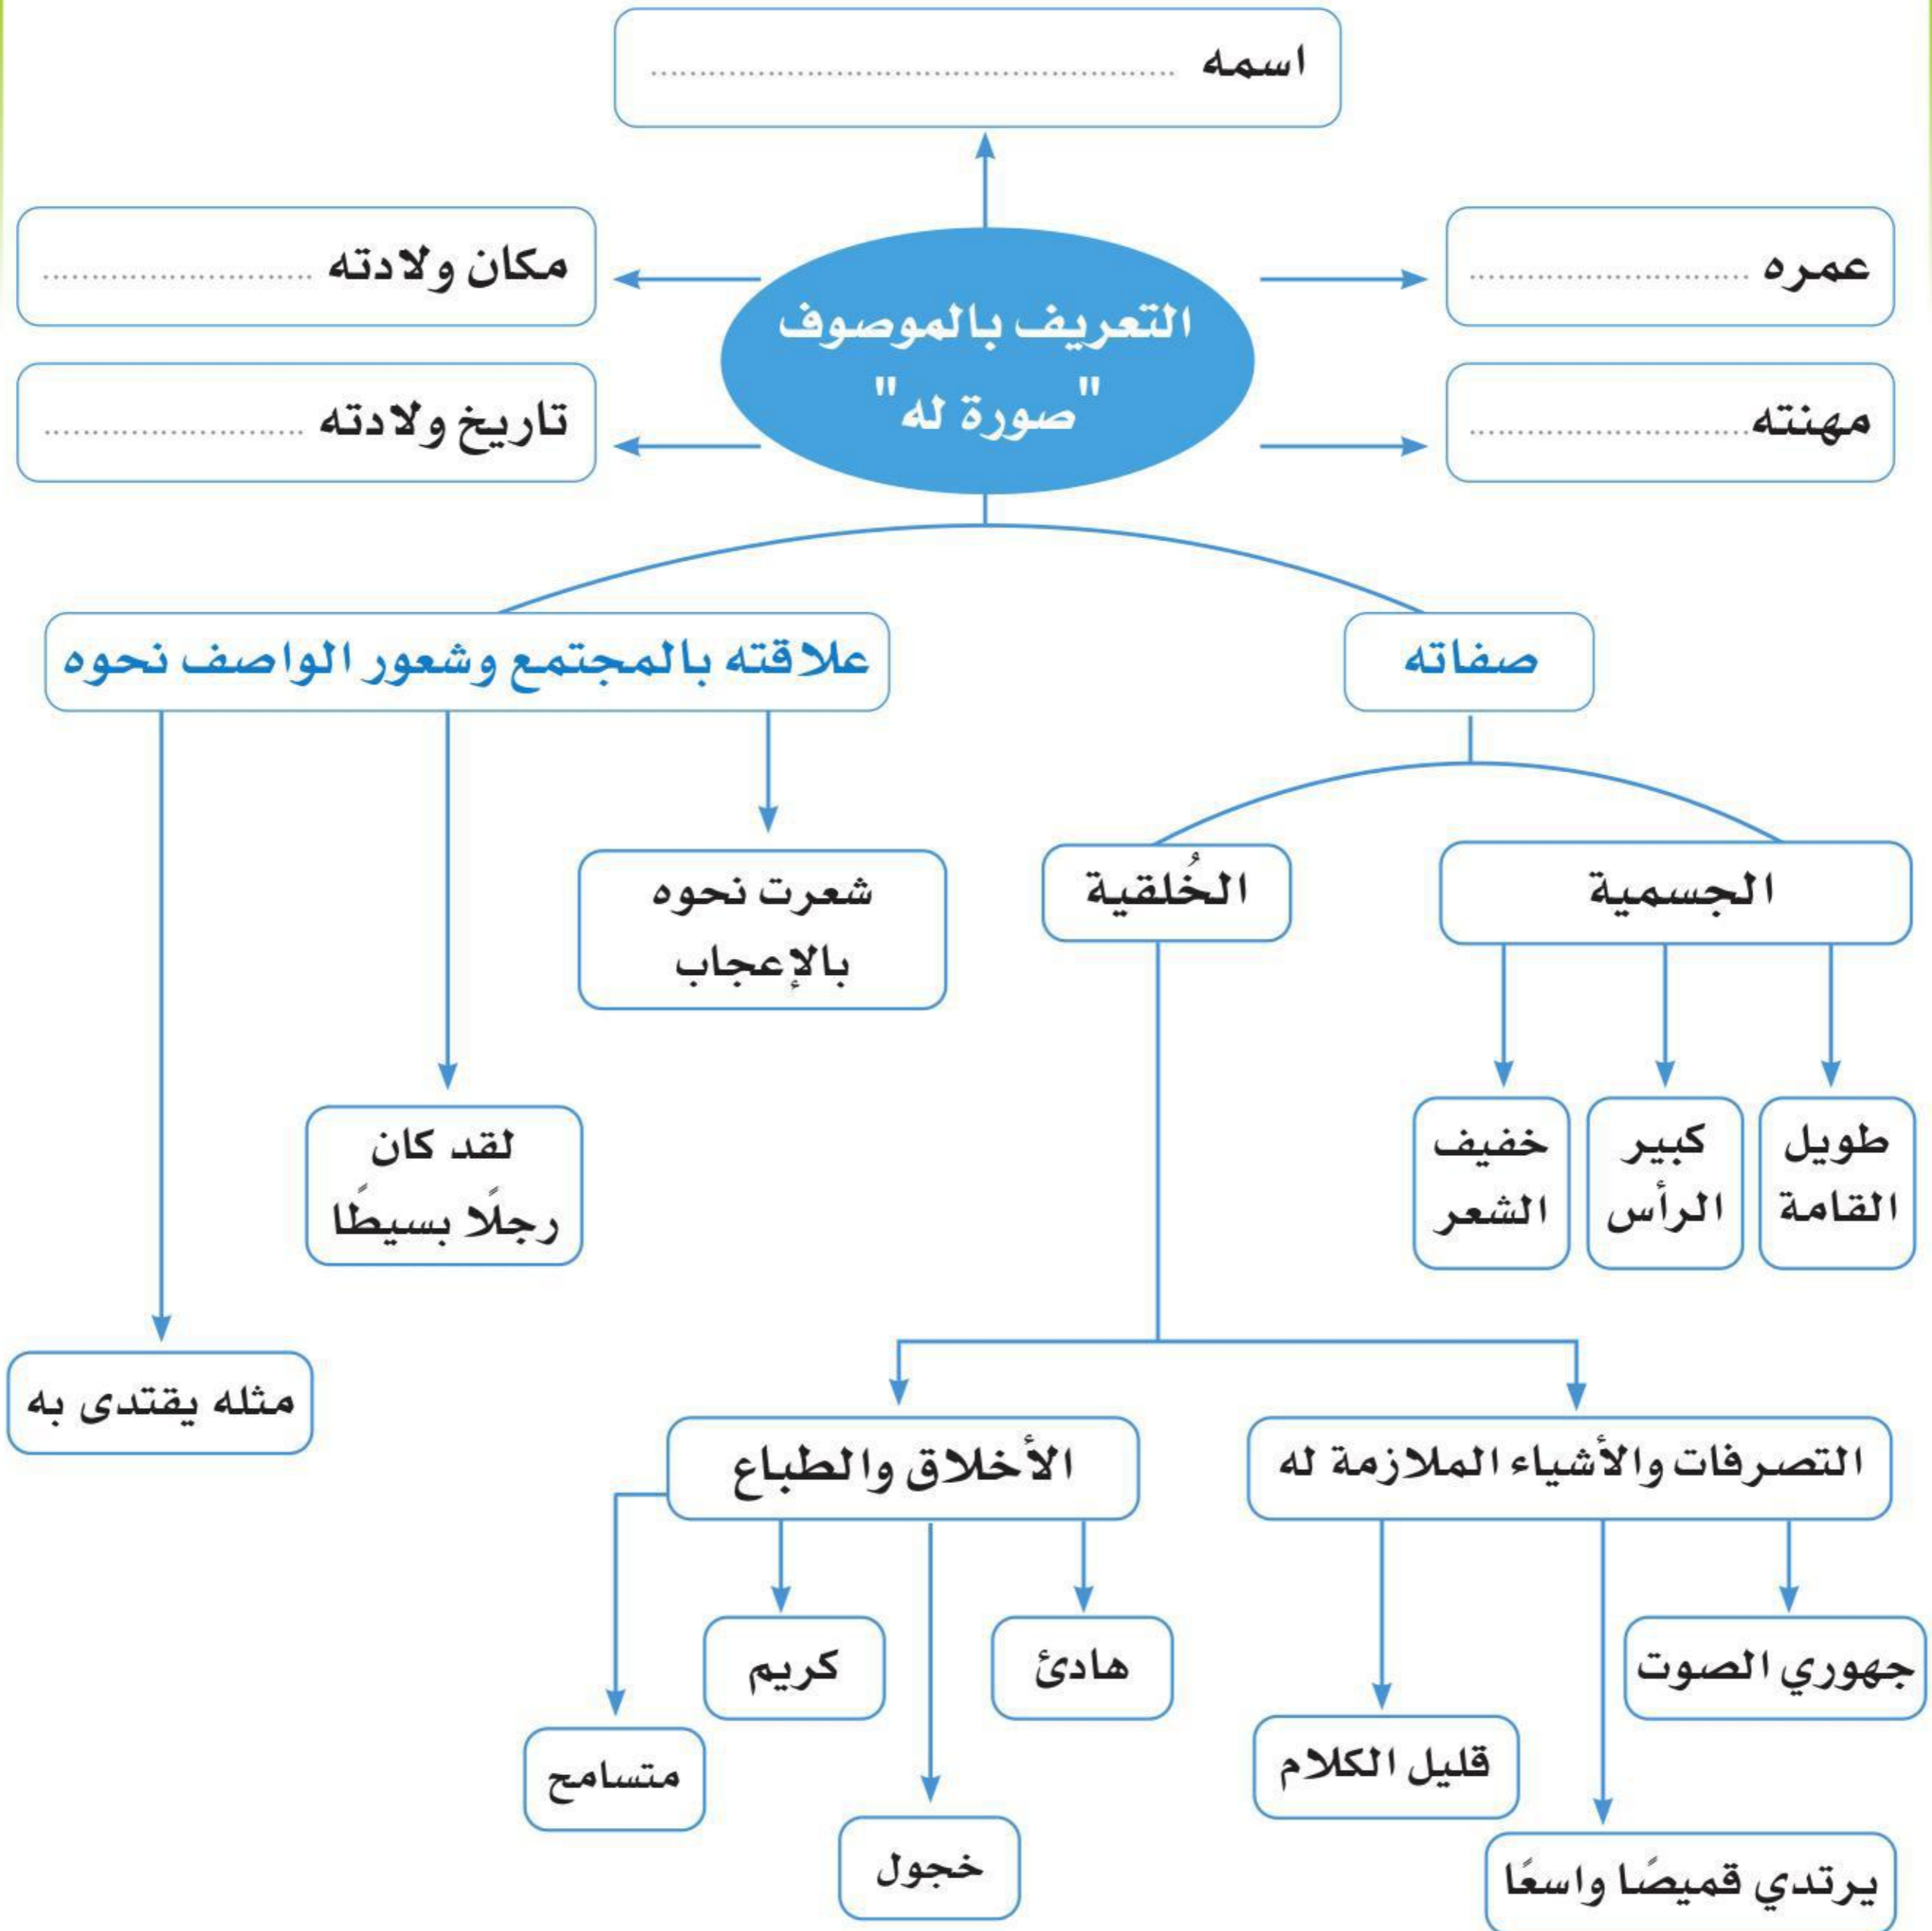 اسمه ......................................................
عمره .............................
مكان ولادته ............................
التعريف بالموصوف
"صورة له"
مهنته.............................
تاريخ ولادته ...........................
صفاته
علاقته بالمجتمع وشعور الواصف نحوه
الجسمية
الخُلقية
شعرت نحوه
بالإعجاب
طويل
القامة
كبير
الرأس
خفيف
الشعر
لقد كان
رجلًا بسيطًا
مثله يقتدى به
التصرفات والأشياء الملازمة له
الأخلاق والطباع
جهوري الصوت
يرتدي قميصًا واسعًا
قليل الكلام
هادئ
خجول
كريم
متسامح